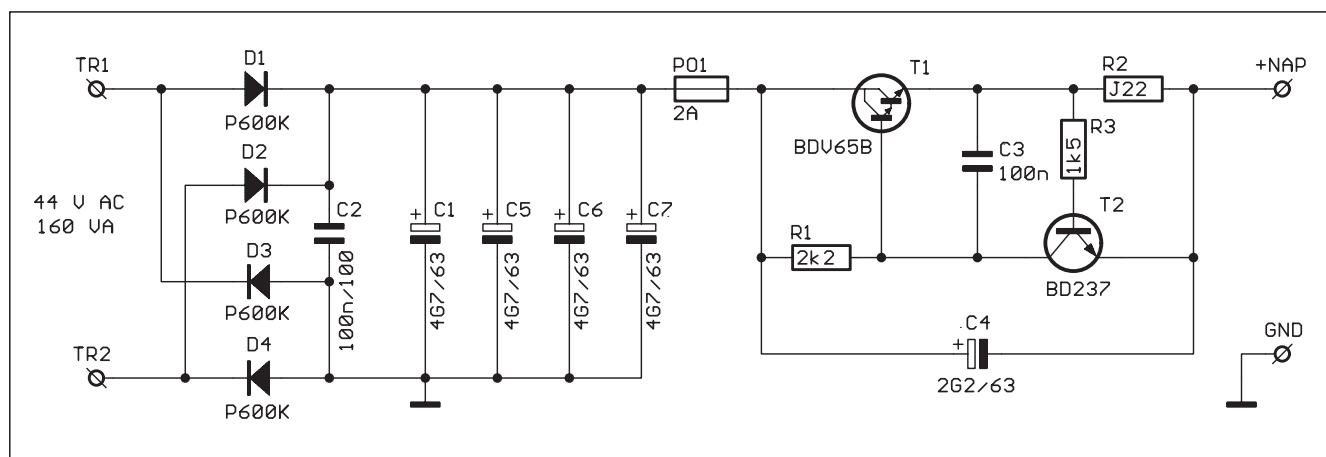 TR1
D1
P600K
D2
P600K
44 V AC
160 VA
D3
P600K
TR2
D4
P600K
C2
100n/100
+
C1
4G7/63
+
C5
4G7/63
+
C6
4G7/63
+
C7
4G7/63
PO1
2A
T1
BDV65B
R1
2k2
C3
100n
R2
J22
R3
1k5
T2
BD237
+
C4
2G2/63
+NAP
GND